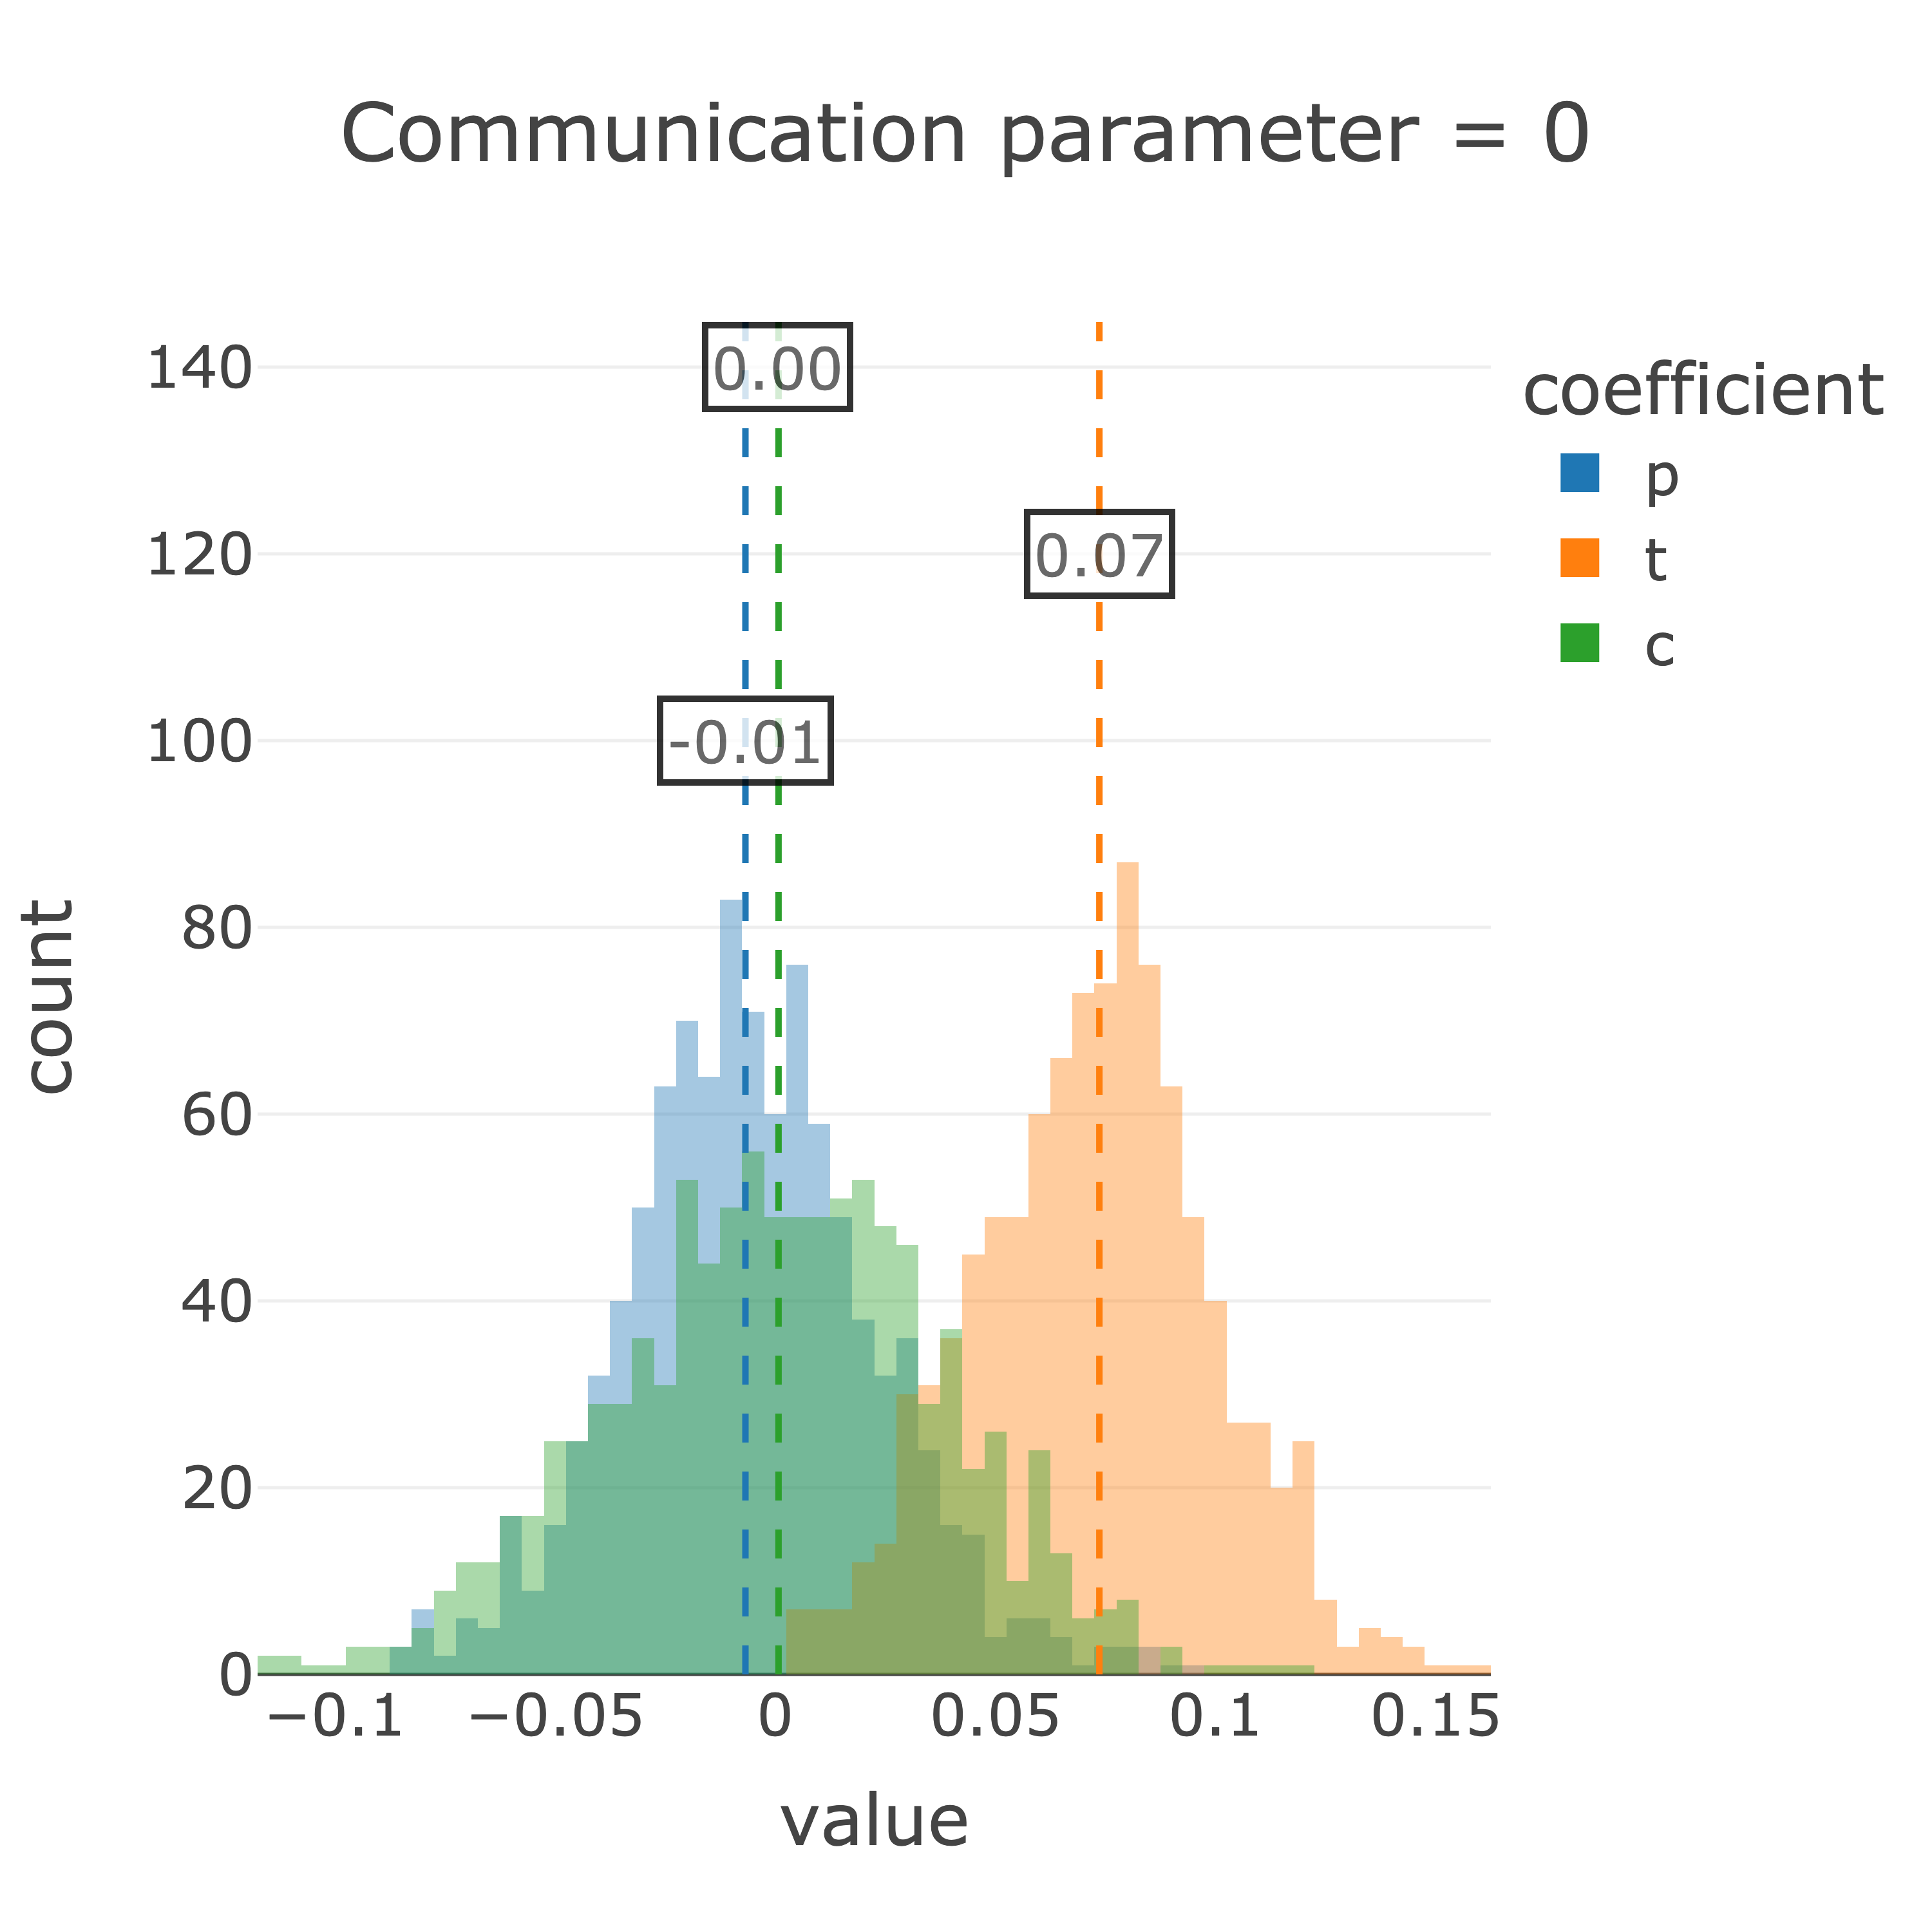 Communication parameter = 0
coefficient
p
t
c
0.00
0.07
-0.01
count
140
120
100
80
60
40
20
0
−0.1 −0.05 0 0.05 0.1 0.15
value